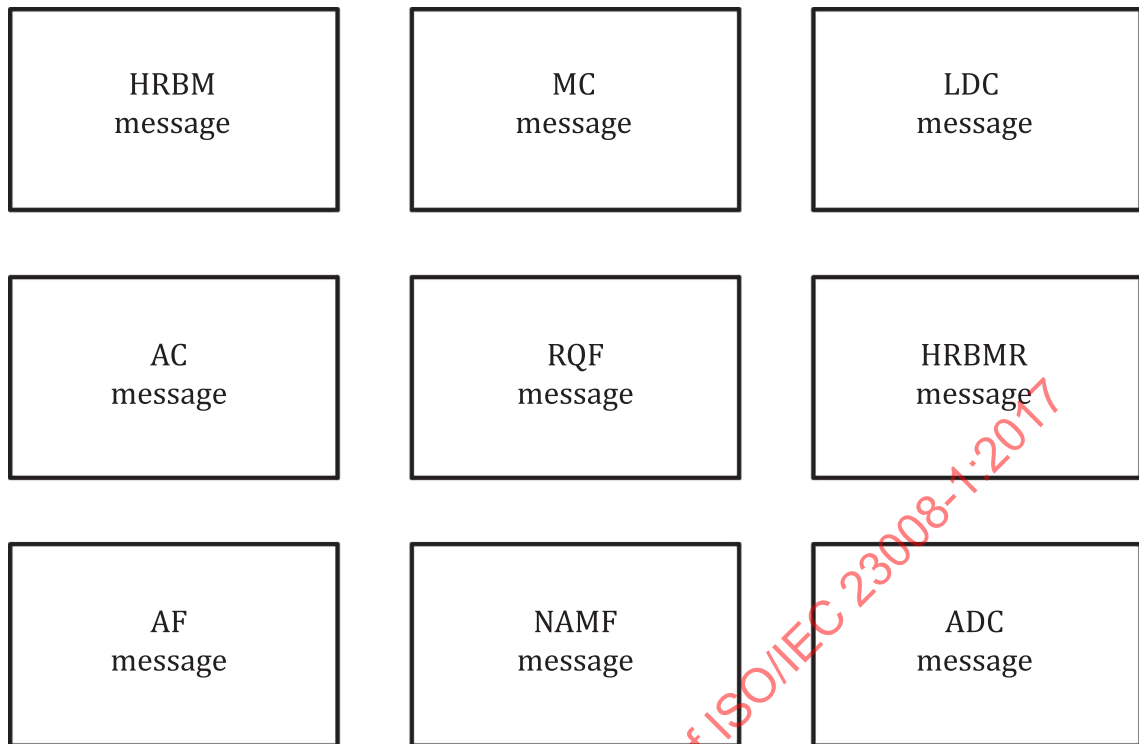 HRBM
message
MC
message
LDC
message
AC
message
RQF
message
HRBMR
message
AF
message
NAMF
message
ADC
message
f ISO/IEC 23008-1:2017